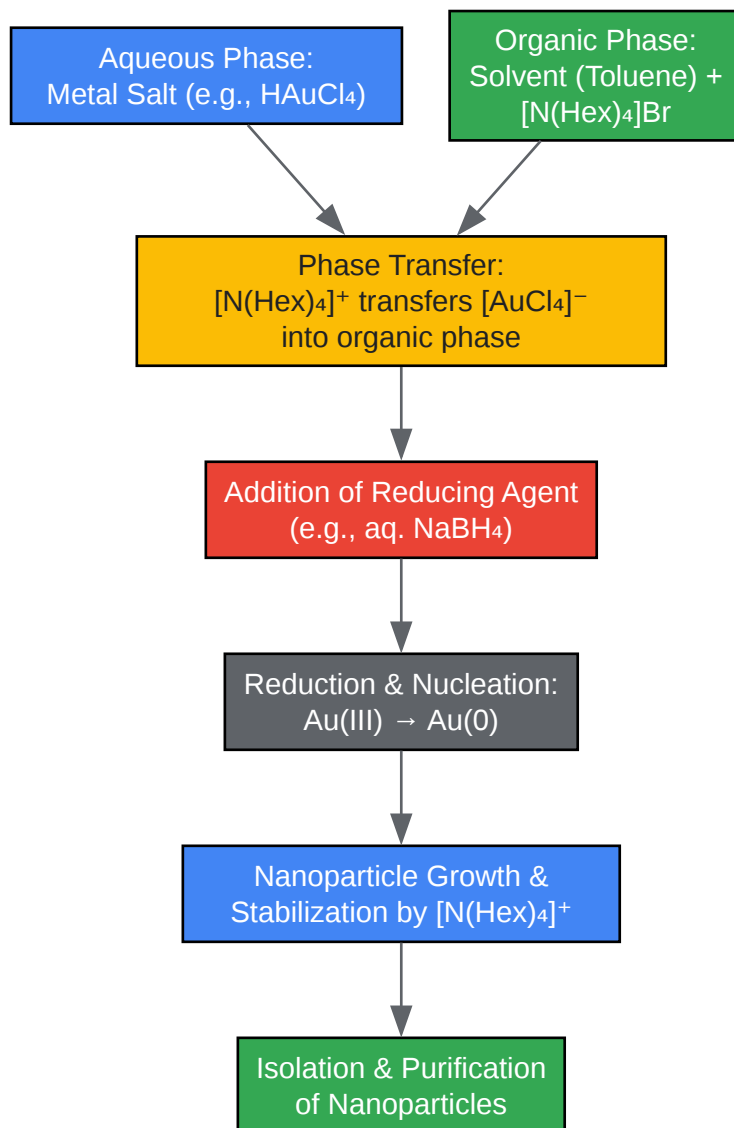 Aqueous Phase:
Metal Salt (e.g., HAuCl₄)
Organic Phase:
Solvent (Toluene) +
[N(Hex)₄]Br
Phase Transfer:
[N(Hex)₄]⁺ transfers [AuCl₄]⁻
into organic phase
Addition of Reducing Agent
(e.g., aq. NaBH₄)
Reduction & Nucleation:
Au(III) → Au(0)
Nanoparticle Growth &
Stabilization by [N(Hex)₄]⁺
Isolation & Purification
of Nanoparticles